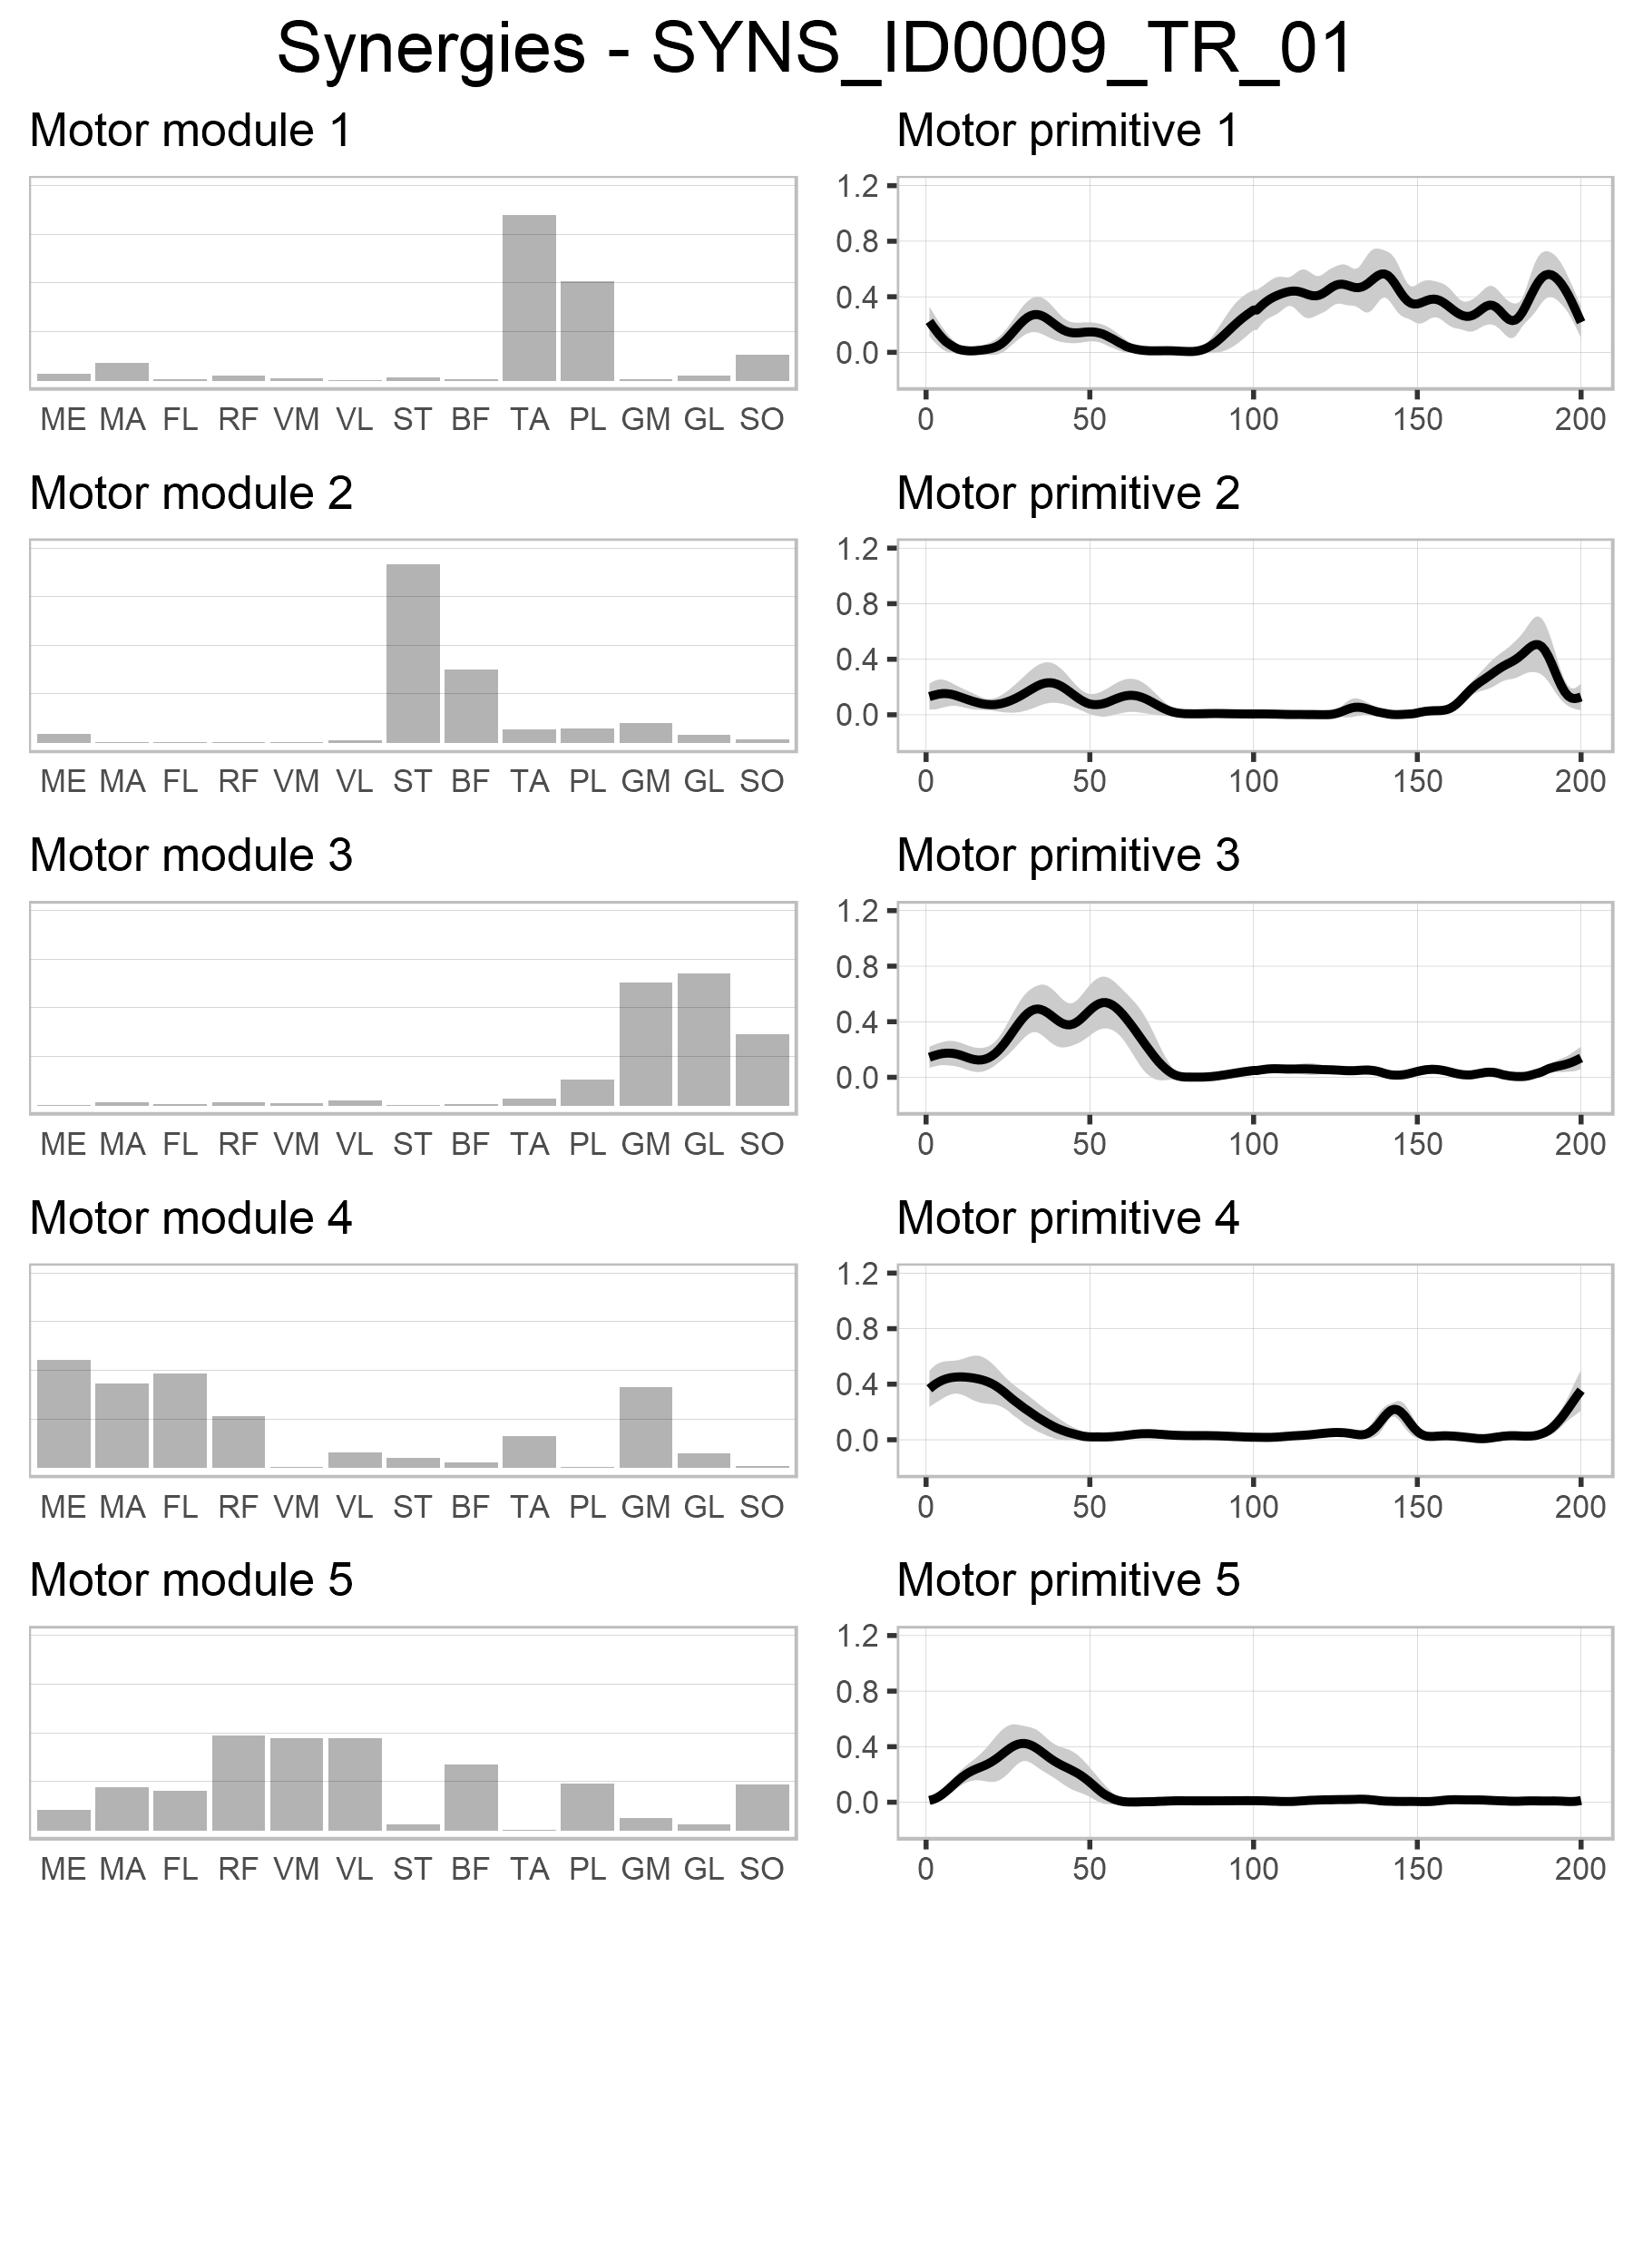 Synergies - SYNS_ID0009_TR_01
Motor module 1
Motor primitive 1
1.2
0.8
0.4
0.0
ME MA FL RF VM VL ST BF TA PL GM GL SO
0 50 100 150 200
Motor module 2
Motor primitive 2
1.2
0.8
0.4
0.0
ME MA FL RF VM VL ST BF TA PL GM GL SO
0 50 100 150 200
Motor module 3
Motor primitive 3
1.2
0.8
0.4
0.0
ME MA FL RF VM VL ST BF TA PL GM GL SO
0 50 100 150 200
Motor module 4
Motor primitive 4
1.2
0.8
0.4
0.0
ME MA FL RF VM VL ST BF TA PL GM GL SO
0 50 100 150 200
Motor module 5
Motor primitive 5
1.2
0.8
0.4
0.0
ME MA FL RF VM VL ST BF TA PL GM GL SO
0 50 100 150 200